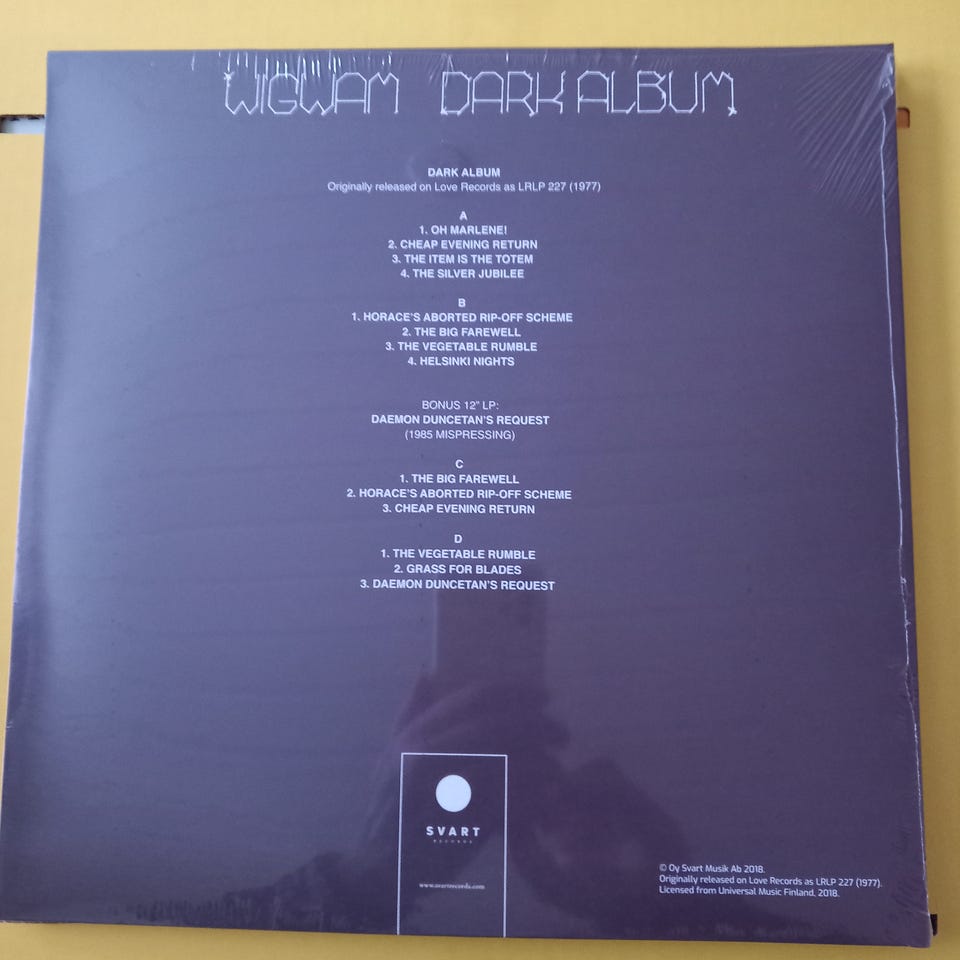 WIGWAM DARK ALBUM
DARK ALBUM
Originally released on Love Records as LRLP 227 (1977)
A
1. OH MARLENE!
2. CHEAP EVENING RETURN
3. THE ITEM IS THE TOTEM
4. THE SILVER JUBILEE
B
1. HORACE'S ABORTED RIP-OFF SCHEME
2. THE BIG FAREWELL
3. THE VEGETABLE RUMBLE
4. HELSINKI NIGHTS
BONUS 12" LP:
DAEMON DUNCETAN'S REQUEST
(1985 MISPRESSING)
C
1. THE BIG FAREWELL
2. HORACE'S ABORTED RIP-OFF SCHEME
3. CHEAP EVENING RETURN
D
1. THE VEGETABLE RUMBLE
2. GRASS FOR BLADES
3. DAEMON DUNCETAN'S REQUEST
SVART
RECORDS
www.svartrecords.com
© Oy Svart Musik Ab 2018.
Originally released on Love Records as LRLP 227 (1977).
Licensed from Universal Music Finland, 2018.